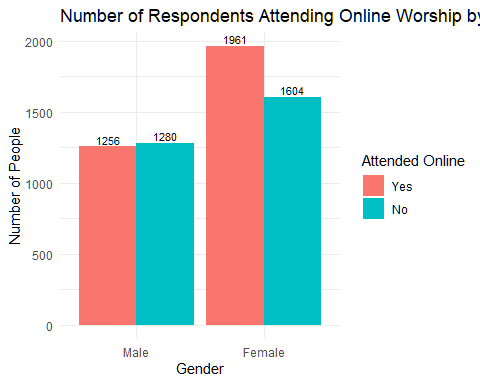 Number of Respondents Attending Online Worship by
Number of People
2000
1500
1000
500
0
1256
1280
1961
1604
Male
Female
Gender
Attended Online
Yes
No